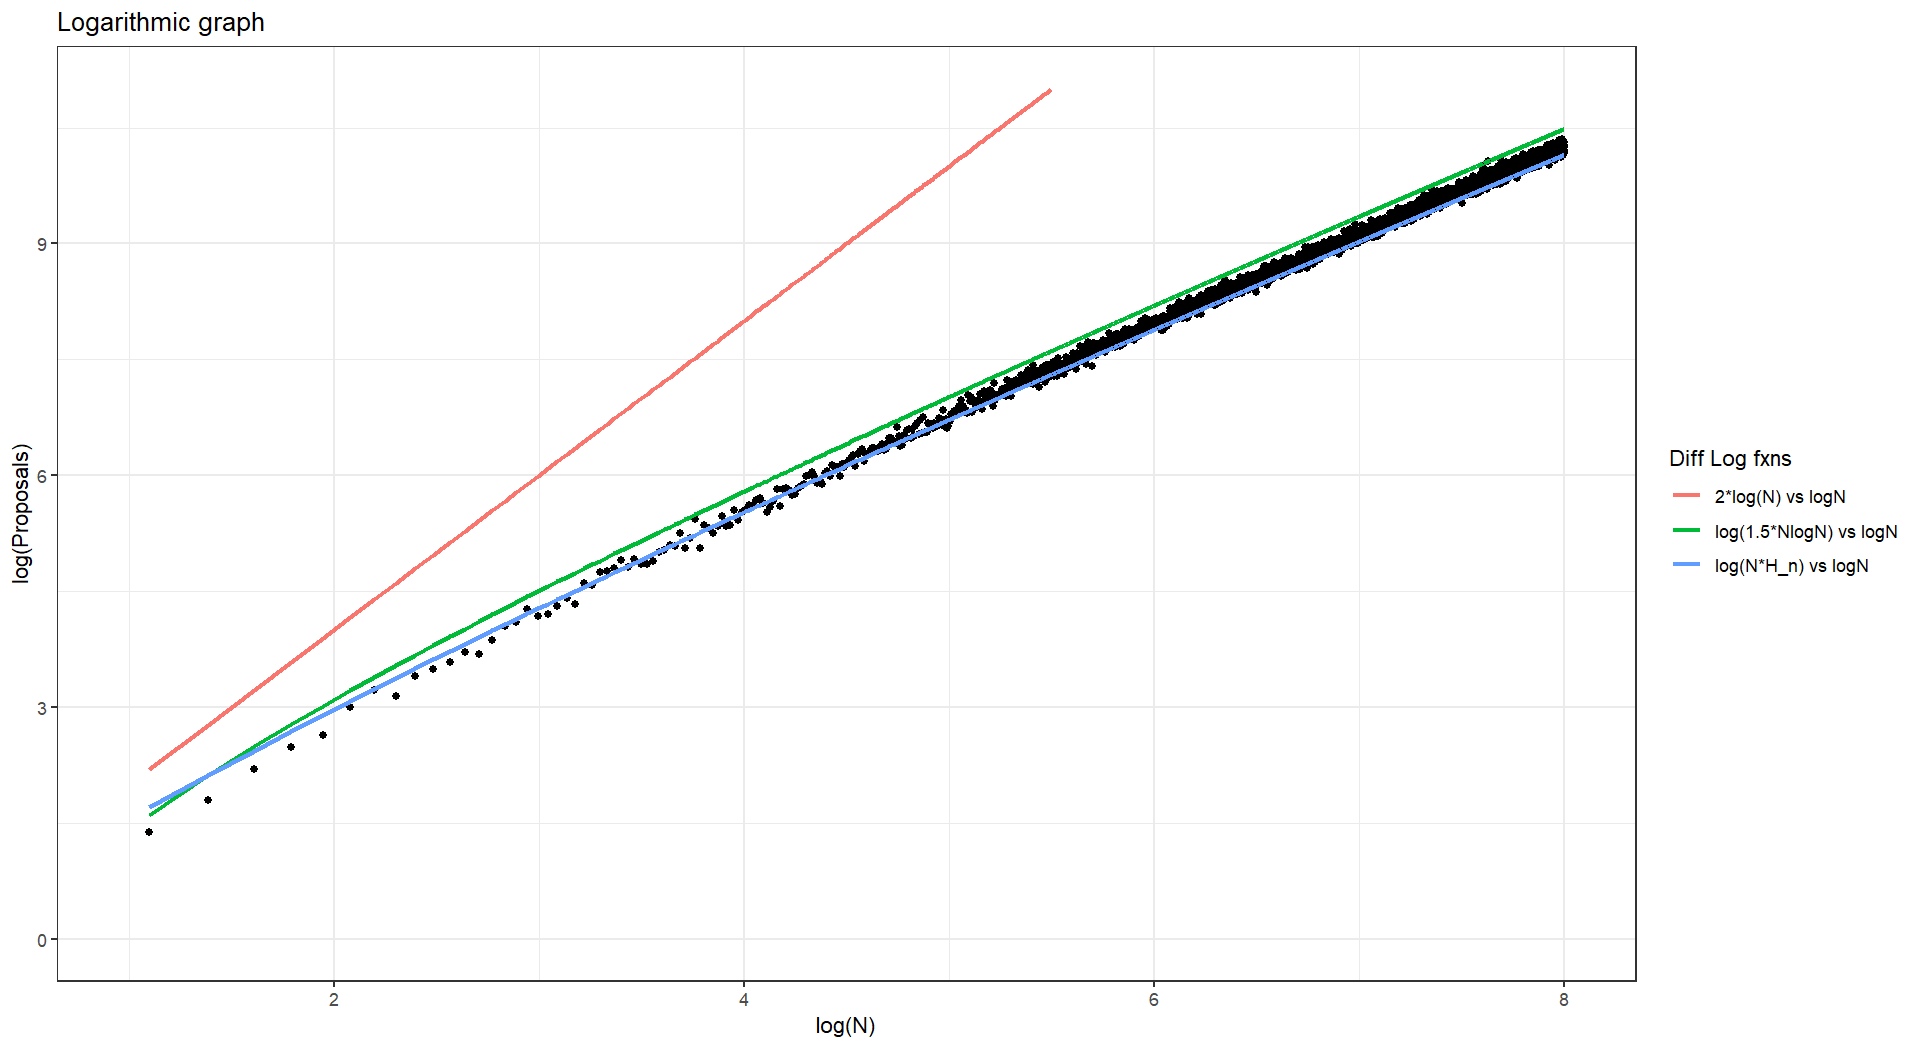 Logarithmic graph
log(Proposals)
9
6
3
0
2
4
6
8
log(N)
Diff Log fxns
2*log(N) vs logN
log(1.5*NlogN) vs logN
log(N*H_n) vs logN